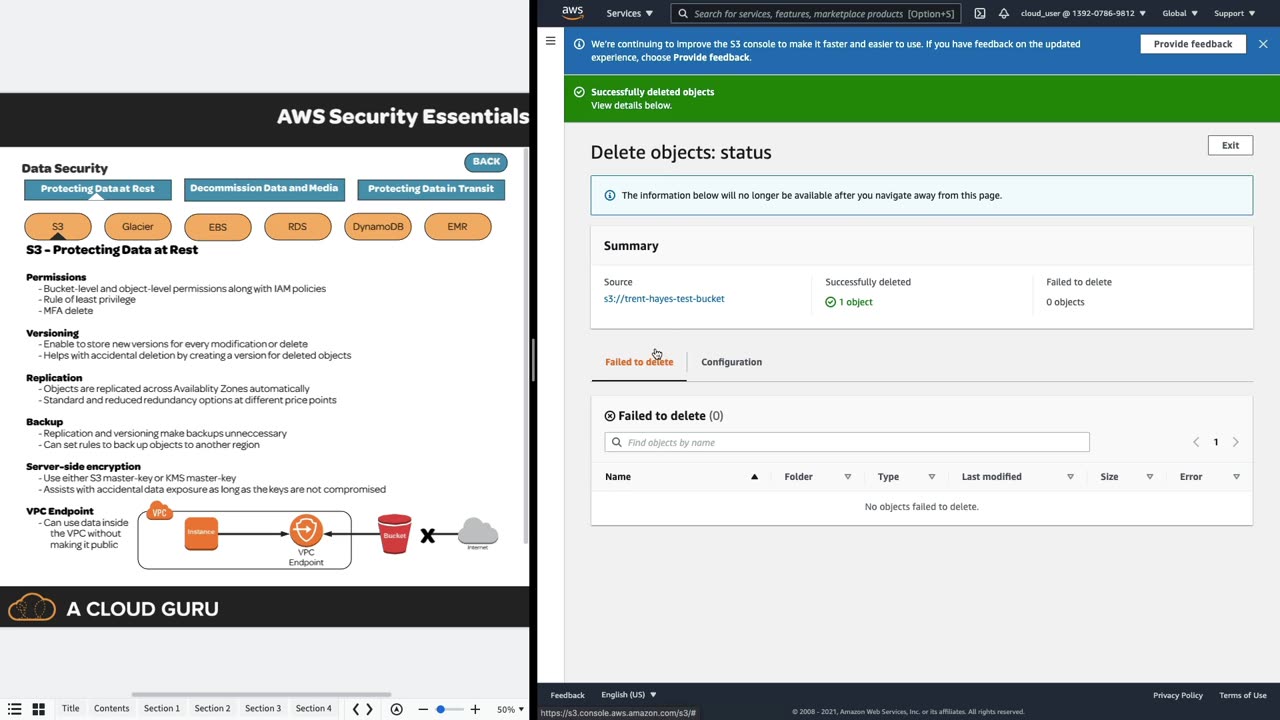 AWS Security Essentials
Data Security
BACK
Protecting Data at Rest
Decommission Data and Media
Protecting Data in Transit
S3
Glacier
EBS
RDS
DynamoDB
EMR
S3 - Protecting Data at Rest
Permissions
- Bucket-level and object-level permissions along with IAM policies
- Rule of least privilege
- MFA delete
Versioning
- Enable to store new versions for every modification or delete
- Helps with accidental deletion by creating a version for deleted objects
Replication
- Objects are replicated across Availablity Zones automatically
- Standard and reduced redundancy options at different price points
Backup
- Replication and versioning make backups unneccessary
- Can set rules to back up objects to another region
Server-side encryption
- Use either S3 master-key or KMS master-key
- Assists with accidental data exposure as long as the keys are not compromised
VPC Endpoint
- Can use data inside
the VPC without
making it public
VPC
Instance
VPC
Endpoint
Bucket
Internet
A CLOUD GURU
Title
Contents
Section 1
Section 2
Section 3
Section 4
50%
aws
Services
Search for services, features, marketplace products [Option+S]
cloud_user @ 1392-0786-9812
Global
Support
We're continuing to improve the S3 console to make it faster and easier to use. If you have feedback on the updated
experience, choose Provide feedback.
Provide feedback
Successfully deleted objects
View details below.
Delete objects: status
Exit
The information below will no longer be available after you navigate away from this page.
Summary
Source
s3://trent-hayes-test-bucket
Successfully deleted
1 object
Failed to delete
0 objects
Failed to delete
Configuration
Failed to delete (0)
Find objects by name
1
Name
Folder
Type
Last modified
Size
Error
No objects failed to delete.
Feedback
English (US)
Privacy Policy
Terms of Use
https://s3.console.aws.amazon.com/s3/#
© 2008 - 2021, Amazon Web Services, Inc. or its affiliates. All rights reserved.